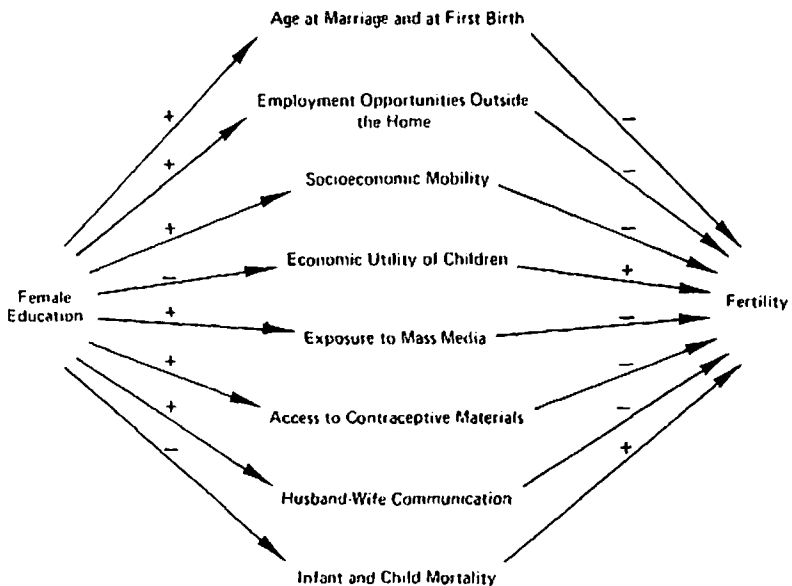 Age at Marriage and at First Birth
+
−
Employment Opportunities Outside
the Home
+
−
Socioeconomic Mobility
+
−
Economic Utility of Children
−
+
Female
Education
Fertility
+
−
Exposure to Mass Media
+
−
Access to Contraceptive Materials
+
−
Husband-Wife Communication
−
+
Infant and Child Mortality